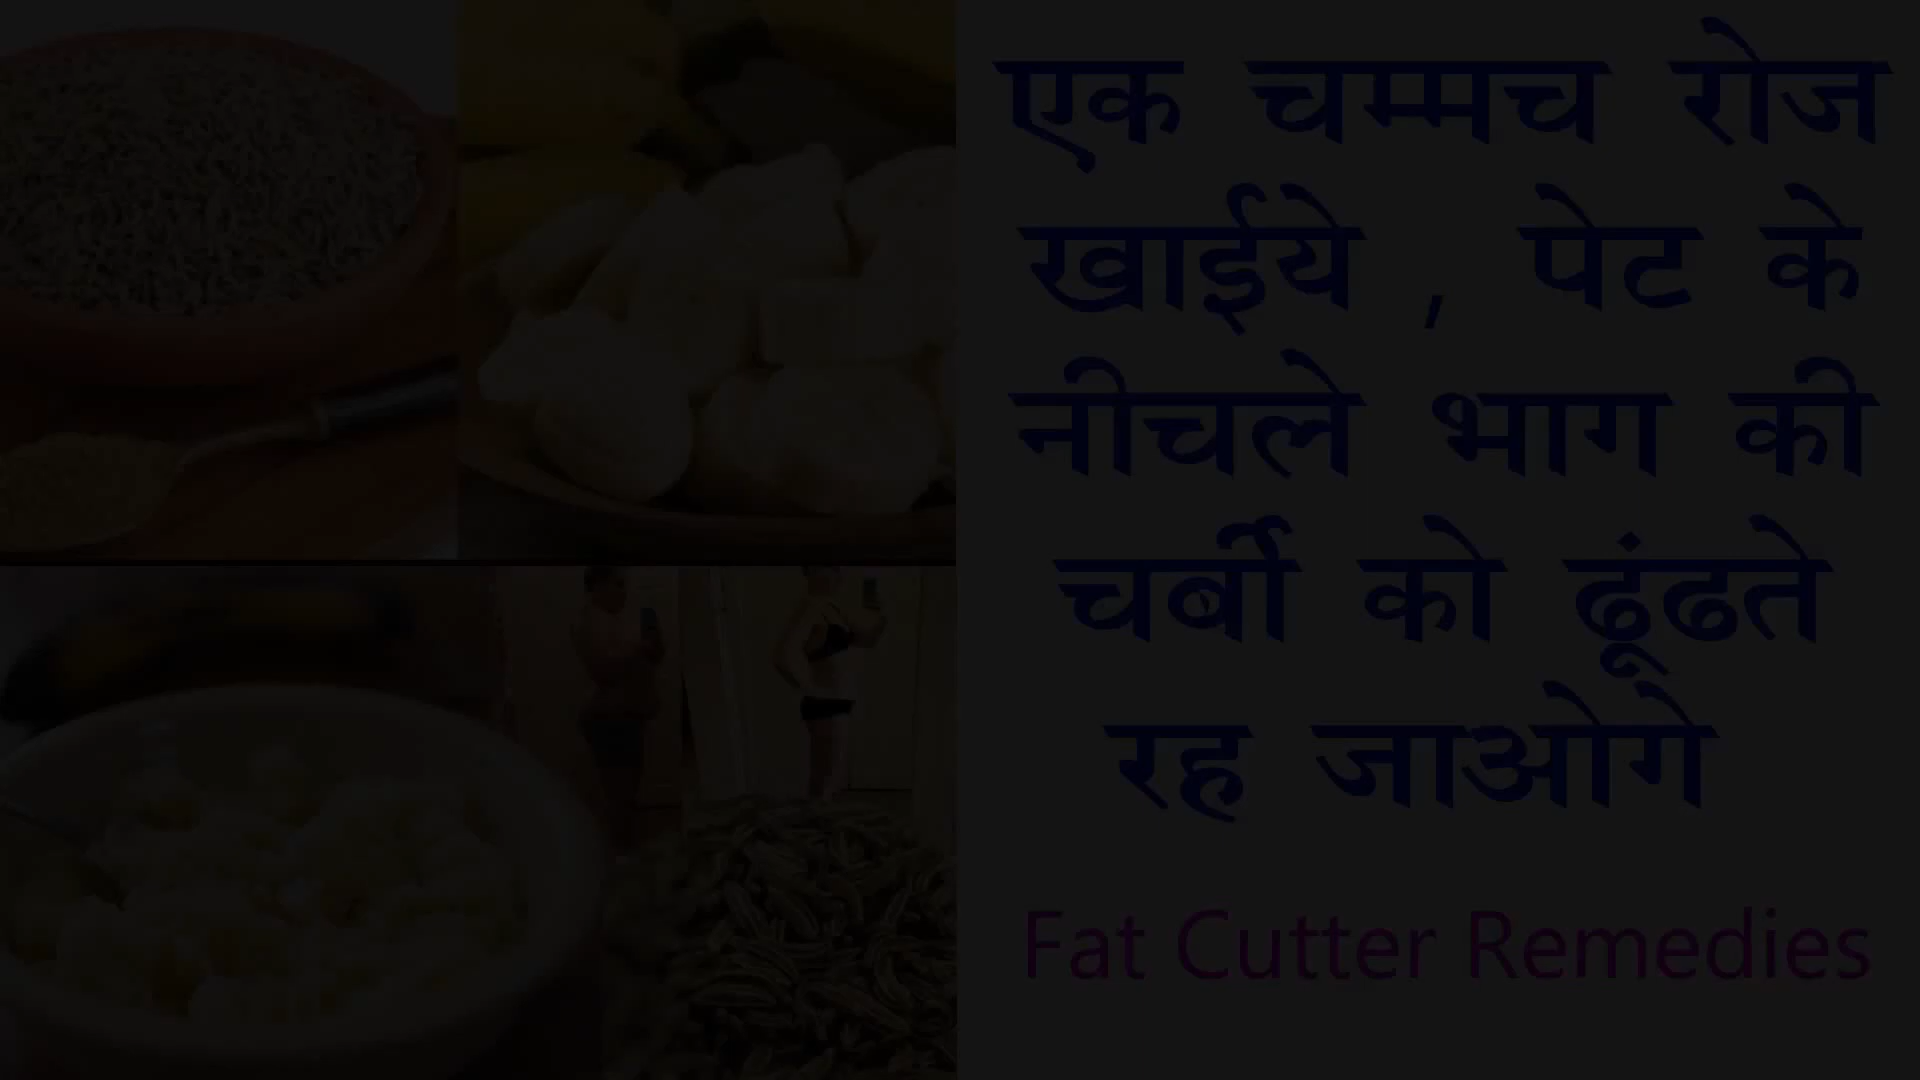 एक चम्मच रोज
खाईये , पेट के
नीचले भाग की
चर्बी को ढूंढते
रह जाओगे
Fat Cutter Remedies